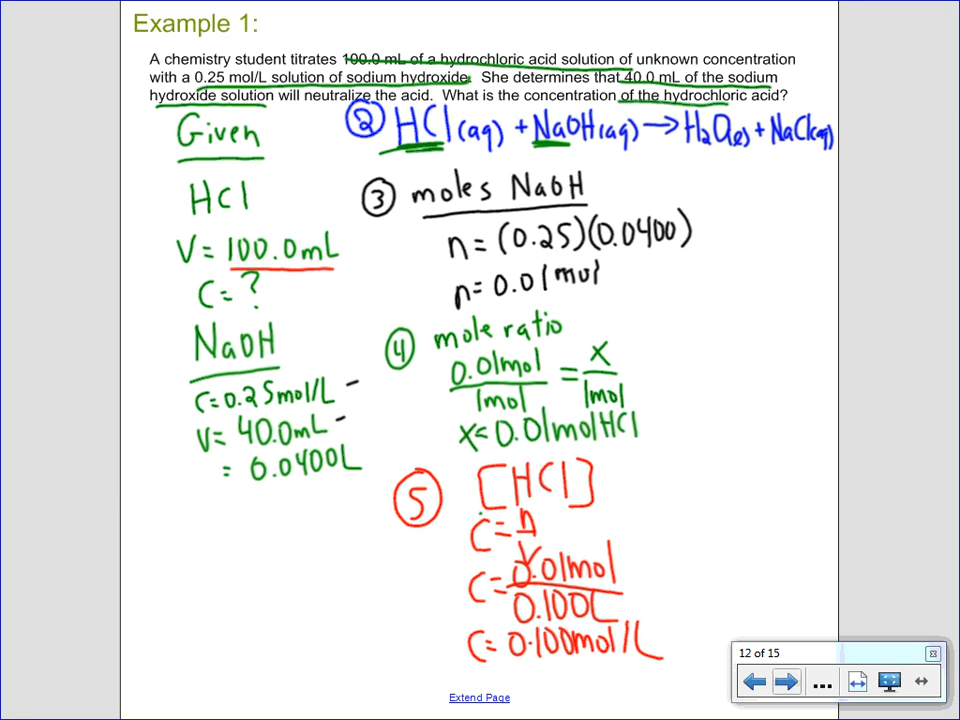 Example 1:
A chemistry student titrates 100.0 mL of a hydrochloric acid solution of unknown concentration
with a 0.25 mol/L solution of sodium hydroxide. She determines that 40.0 mL of the sodium
hydroxide solution will neutralize the acid. What is the concentration of the hydrochloric acid?
Given
HCl
V = 100.0mL
C = ?
NaOH
C = 0.25mol/L
V = 40.0mL
= 0.0400L
② HCl(aq) + NaOH(aq) → H₂O(l) + NaCl(aq)
③ moles NaOH
n = (0.25)(0.0400)
n = 0.01mol
④ mole ratio
0.01mol / 1mol = x / 1mol
x = 0.01molHCl
⑤ [HCl]
C = n / V
C = 0.01mol / 0.100L
C = 0.100mol/L
12 of 15
...
Extend Page